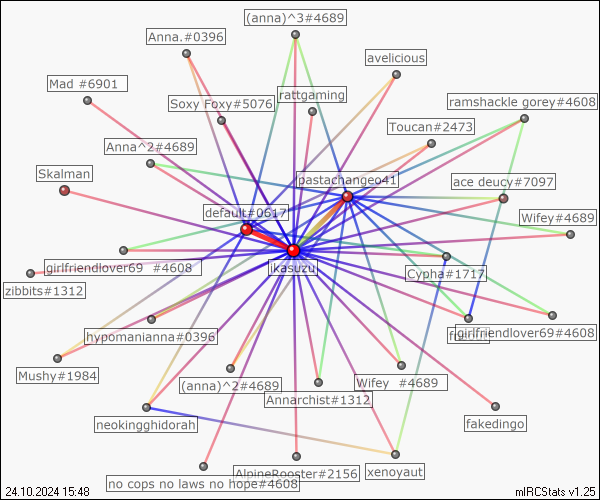 (anna)^3#4689
Anna.#0396
avelicious
Mad #6901
rattgaming
Soxy Foxy#5076
ramshackle gorey#4608
Toucan#2473
Anna^2#4689
Skalman
pastachangeo41
ace deucy#7097
default#0617
Wifey#4689
girlfriendlover69 #4608
ikasuzu
Cypha#1717
zibbits#1312
hypomanianna#0396
girlfriendlover69#4608
Mushy#1984
(anna)^2#4689
Wifey #4689
Annarchist#1312
neokingghidorah
fakedingo
AlpineRooster#2156
xenoyaut
no cops no laws no hope#4608
24.10.2024 15:48
mIRCStats v1.25